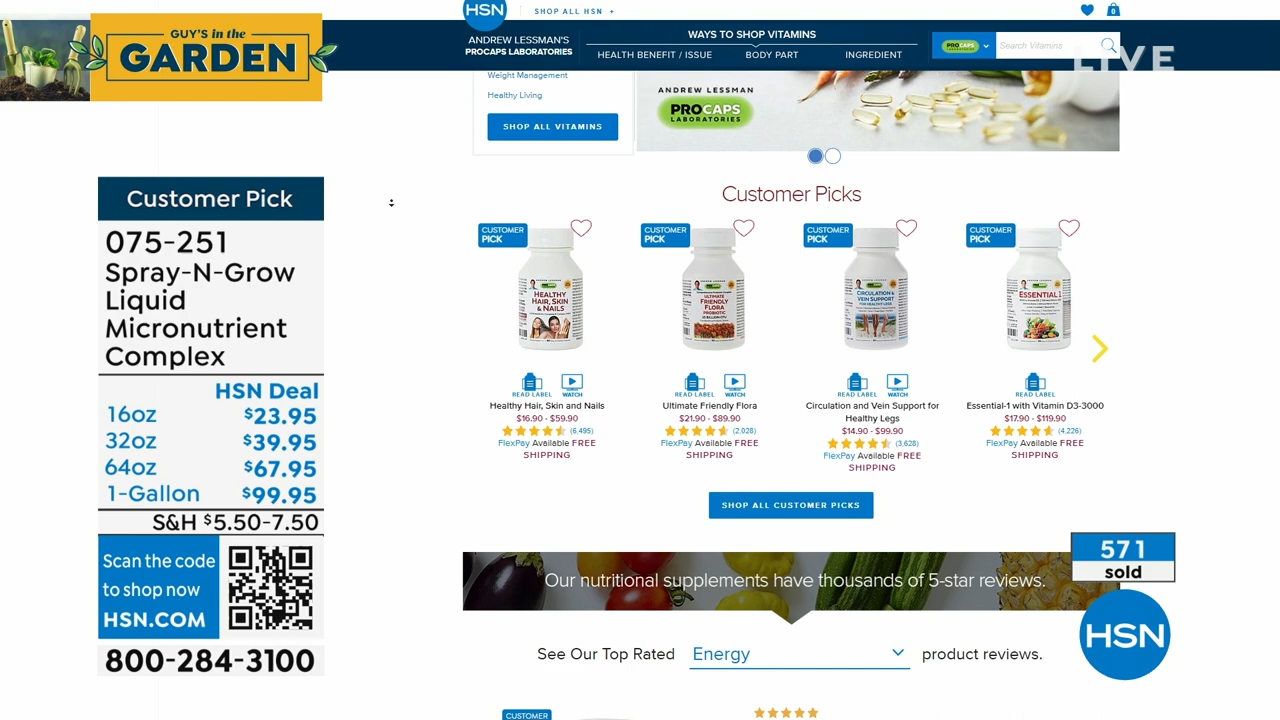 GUY'S in the
GARDEN
HSN
SHOP ALL HSN +
0
ANDREW LESSMAN'S
PROCAPS LABORATORIES
WAYS TO SHOP VITAMINS
HEALTH BENEFIT / ISSUE
BODY PART
INGREDIENT
PROCAPS
Search Vitamins
LIVE
Weight Management
Healthy Living
SHOP ALL VITAMINS
ANDREW LESSMAN
PROCAPS
LABORATORIES
Customer Pick
075-251
Spray-N-Grow
Liquid
Micronutrient
Complex
HSN Deal
16oz $23.95
32oz $39.95
64oz $67.95
1-Gallon $99.95
S&H $5.50-7.50
Scan the code
to shop now
HSN.COM
800-284-3100
Customer Picks
CUSTOMER
PICK
HEALTHY
HAIR, SKIN
& NAILS
READ LABEL
WATCH
Healthy Hair, Skin and Nails
$16.90 - $59.90
(6,495)
FlexPay Available FREE
SHIPPING
CUSTOMER
PICK
ULTIMATE
FRIENDLY
FLORA
PROBIOTIC
READ LABEL
WATCH
Ultimate Friendly Flora
$21.90 - $89.90
(2,028)
FlexPay Available FREE
SHIPPING
CUSTOMER
PICK
CIRCULATION &
VEIN SUPPORT
FOR HEALTHY LEGS
READ LABEL
WATCH
Circulation and Vein Support for
Healthy Legs
$14.90 - $99.90
(3,628)
FlexPay Available FREE
SHIPPING
CUSTOMER
PICK
ESSENTIAL 1
READ LABEL
Essential-1 with Vitamin D3-3000
$17.90 - $119.90
(4,226)
FlexPay Available FREE
SHIPPING
SHOP ALL CUSTOMER PICKS
Our nutritional supplements have thousands of 5-star reviews.
571
sold
HSN
See Our Top Rated Energy product reviews.
CUSTOMER